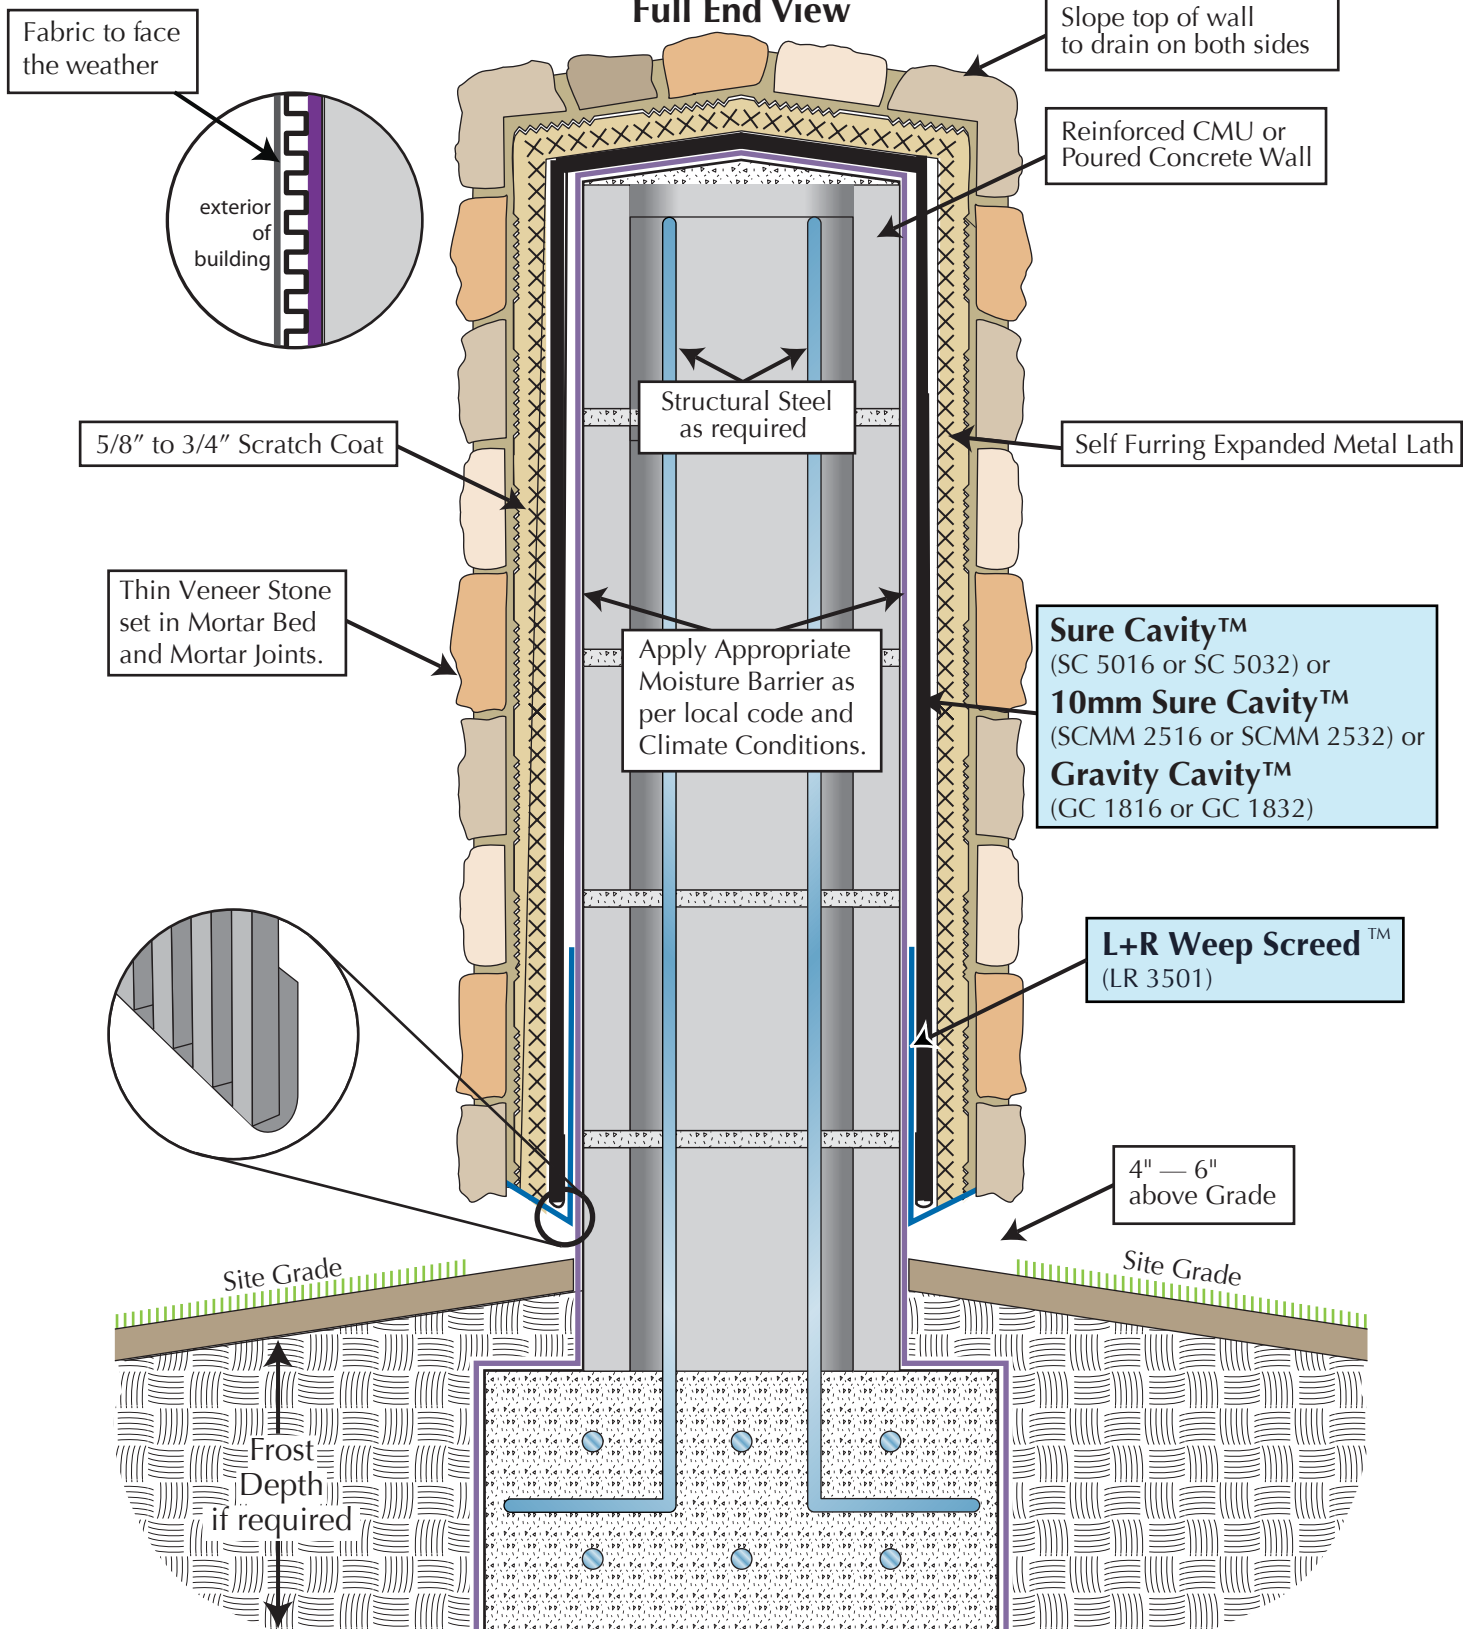 Full End View
Fabric to face
the weather
Slope top of wall
to drain on both sides
Reinforced CMU or
Poured Concrete Wall
exterior
of
building
Structural Steel
as required
5/8" to 3/4" Scratch Coat
Self Furring Expanded Metal Lath
Thin Veneer Stone
set in Mortar Bed
and Mortar Joints.
Apply Appropriate
Moisture Barrier as
per local code and
Climate Conditions.
Sure Cavity™
(SC 5016 or SC 5032) or
10mm Sure Cavity™
(SCMM 2516 or SCMM 2532) or
Gravity Cavity™
(GC 1816 or GC 1832)
L+R Weep Screed ™
(LR 3501)
4" — 6"
above Grade
Site Grade
Site Grade
Frost
Depth
if required